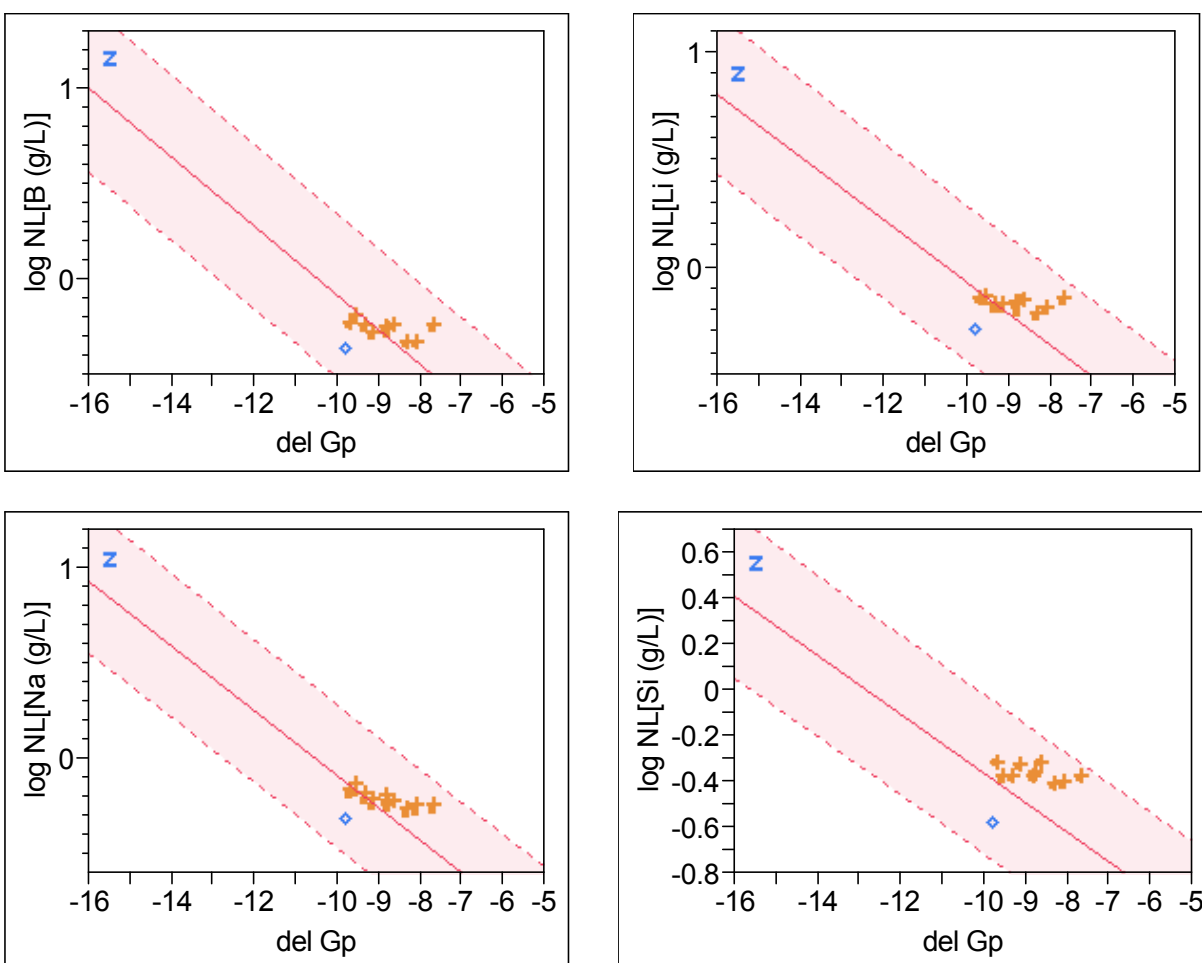 log NL[B (g/L)]
1
0
-16 -14 -12 -10 -9 -8 -7 -6 -5
del Gp
Z
log NL[Li (g/L)]
1
0
-16 -14 -12 -10 -9 -8 -7 -6 -5
del Gp
Z
log NL[Na (g/L)]
1
0
-16 -14 -12 -10 -9 -8 -7 -6 -5
del Gp
Z
log NL[Si (g/L)]
0.6
0.4
0.2
0
-0.2
-0.4
-0.6
-0.8
-16 -14 -12 -10 -9 -8 -7 -6 -5
del Gp
Z